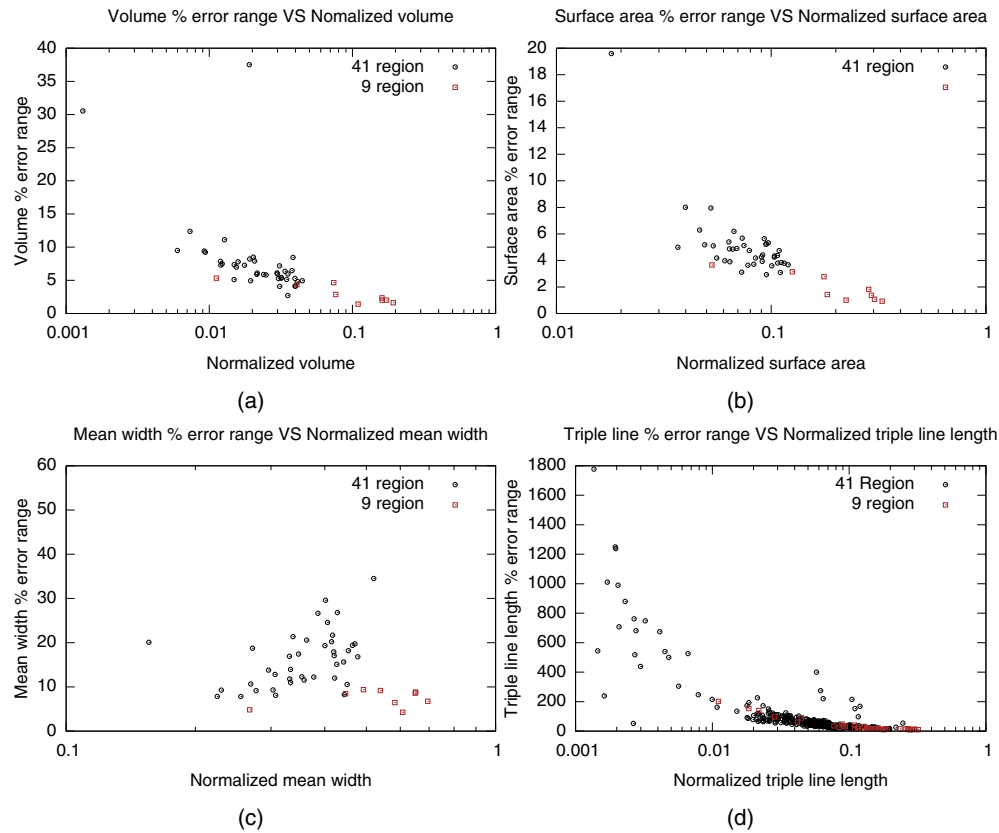 Volume % error range VS Nomalized volume
Volume % error range
40
35
30
25
20
15
10
5
0
41 region
9 region
0.001
0.01
0.1
1
Normalized volume
(a)
Surface area % error range VS Normalized surface area
Surface area % error range
20
18
16
14
12
10
8
6
4
2
0
41 region
0.01
0.1
1
Normalized surface area
(b)
Mean width % error range VS Normalized mean width
Mean width % error range
60
50
40
30
20
10
0
41 region
9 region
0.1
1
Normalized mean width
(c)
Triple line % error range VS Normalized triple line length
Triple line length % error range
1800
1600
1400
1200
1000
800
600
400
200
0
41 Region
9 region
0.001
0.01
0.1
1
Normalized triple line length
(d)